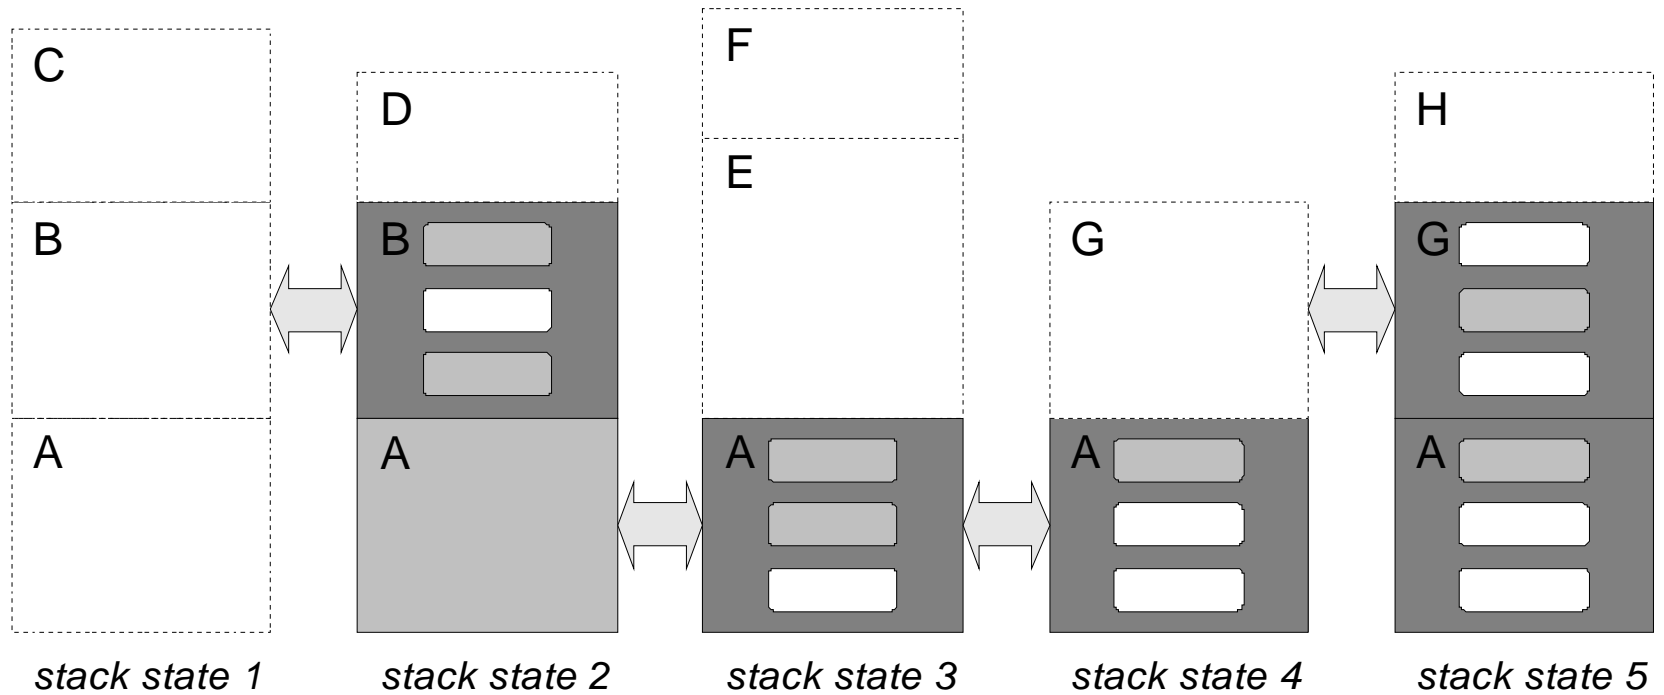 C
B
A
stack state 1
D
B
A
stack state 2
F
E
A
stack state 3
G
A
stack state 4
H
G
A
stack state 5